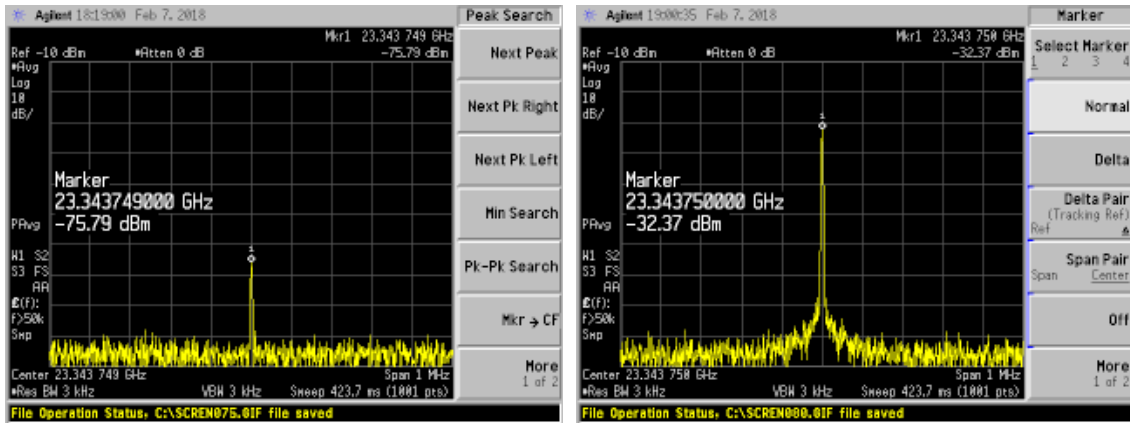 Agilent 18:19:00 Feb 7, 2018
Peak Search
Mkr1 23.343 749 GHz
Ref -10 dBm #Atten 0 dB -75.79 dBm
#Avg
Log
10
dB/
Marker
23.343749000 GHz
-75.79 dBm
PAvg
W1 S2
S3 FS
AA
£(f):
f>50k
Swp
Center 23.343 749 GHz Span 1 MHz
#Res BW 3 kHz VBW 3 kHz Sweep 423.7 ms (1001 pts)
File Operation Status, C:\SCREN075.GIF file saved
Next Peak
Next Pk Right
Next Pk Left
Min Search
Pk-Pk Search
Mkr → CF
More
1 of 2
Agilent 19:00:35 Feb 7, 2018
Marker
Mkr1 23.343 750 GHz
Ref -10 dBm #Atten 0 dB -32.37 dBm
#Avg
Log
10
dB/
1
Marker
23.343750000 GHz
-32.37 dBm
PAvg
W1 S2
S3 FS
AA
£(f):
f>50k
Swp
Center 23.343 750 GHz Span 1 MHz
#Res BW 3 kHz VBW 3 kHz Sweep 423.7 ms (1001 pts)
File Operation Status, C:\SCREN080.GIF file saved
Select Marker
1 2 3 4
Normal
Delta
Delta Pair
(Tracking Ref)
Ref Δ
Span Pair
Span Center
Off
More
1 of 2